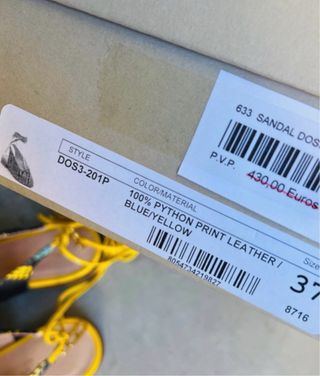 633 SANDAL DOS
P.V.P.
430,00 Euros
STYLE
DOS3-201P
COLOR/MATERIAL
100% PYTHON PRINT LEATHER /
BLUE/YELLOW
8054734219827
Size
37
8716